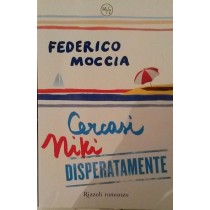 FEDERICO
MOCCIA
Cercasi
Niki
DISPERATAMENTE
Rizzoli romanzo